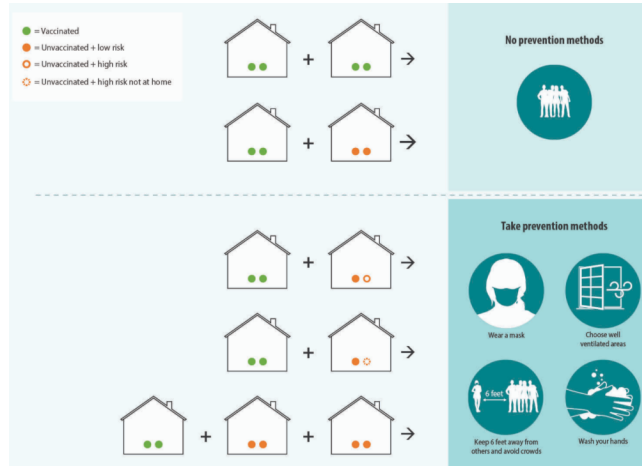 = Vaccinated
= Unvaccinated + low risk
= Unvaccinated + high risk
= Unvaccinated + high risk not at home
+
+
No prevention methods
+
+
+
+
Take prevention methods
Wear a mask
Choose well
ventilated areas
6 feet
Keep 6 feet away from
others and avoid crowds
Wash your hands